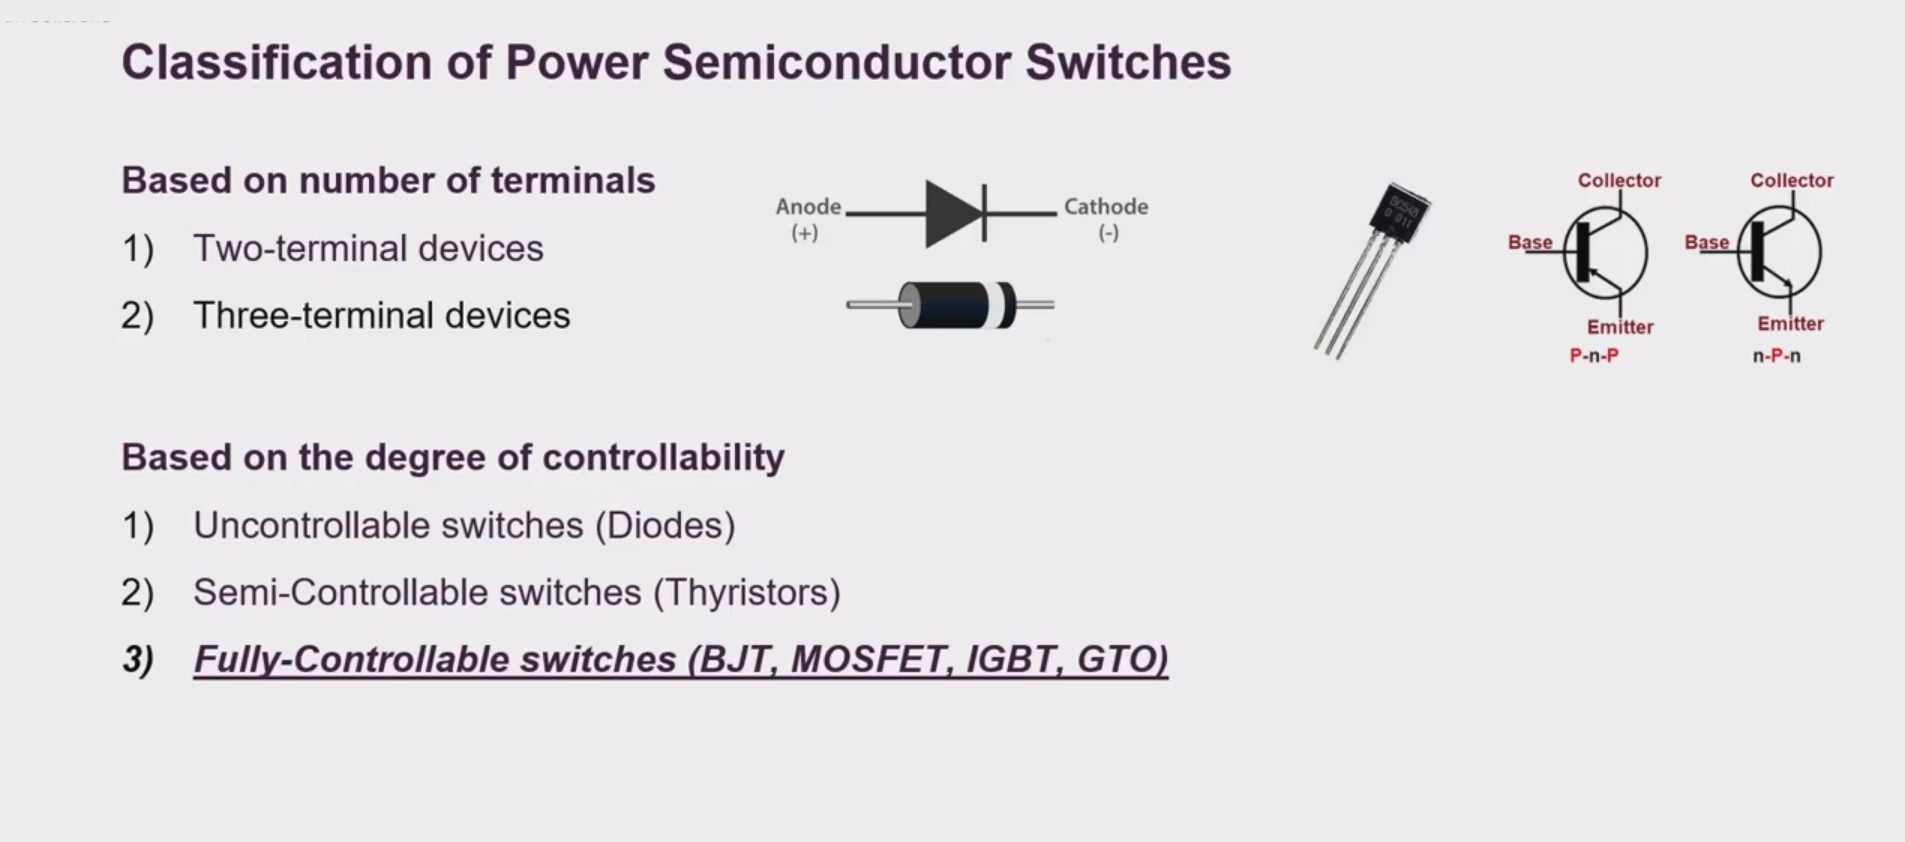 Classification of Power Semiconductor Switches
Based on number of terminals
1) Two-terminal devices
2) Three-terminal devices
Anode
(+)
Cathode
(-)
BC548
Collector
Base
Emitter
P-n-P
Collector
Base
Emitter
n-P-n
Based on the degree of controllability
1) Uncontrollable switches (Diodes)
2) Semi-Controllable switches (Thyristors)
3) Fully-Controllable switches (BJT, MOSFET, IGBT, GTO)